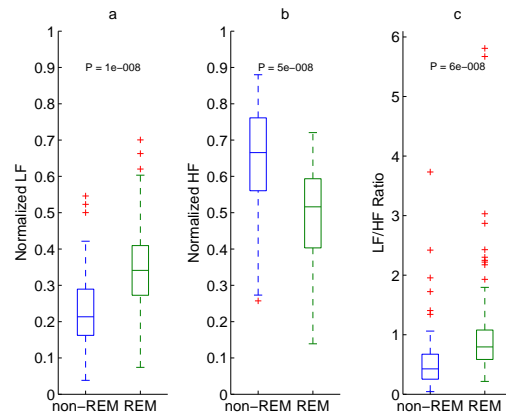 a
P = 1e−008
Normalized LF
1
0.9
0.8
0.7
0.6
0.5
0.4
0.3
0.2
0.1
0
non−REM REM
b
P = 5e−008
Normalized HF
1
0.9
0.8
0.7
0.6
0.5
0.4
0.3
0.2
0.1
0
non−REM REM
c
P = 6e−008
LF/HF Ratio
6
5
4
3
2
1
0
non−REM REM